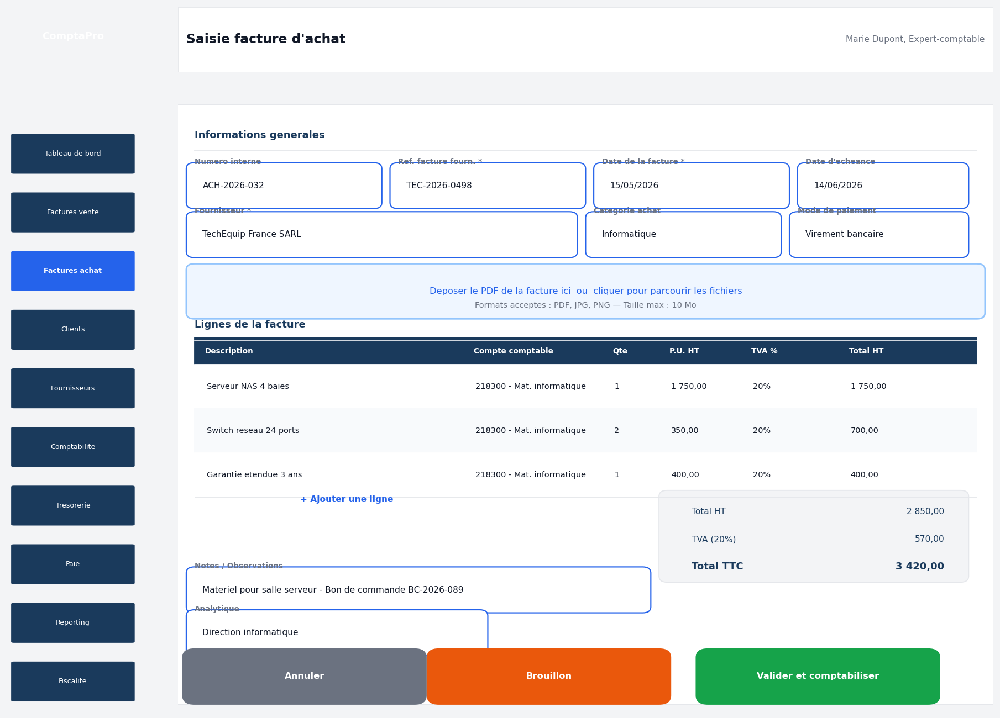 ComptaPro
Saisie facture d'achat
Marie Dupont, Expert-comptable
Tableau de bord
Factures vente
Factures achat
Clients
Fournisseurs
Comptabilite
Tresorerie
Paie
Reporting
Fiscalite
Informations generales
Numero interne Ref. facture fourn. * Date de la facture * Date d'echeance
ACH-2026-032 TEC-2026-0498 15/05/2026 14/06/2026
Fournisseur * Categorie achat Mode de paiement
TechEquip France SARL Informatique Virement bancaire
Deposer le PDF de la facture ici ou cliquer pour parcourir les fichiers
Formats acceptes : PDF, JPG, PNG — Taille max : 10 Mo
Lignes de la facture
Description Compte comptable Qte P.U. HT TVA % Total HT
Serveur NAS 4 baies 218300 - Mat. informatique 1 1 750,00 20% 1 750,00
Switch reseau 24 ports 218300 - Mat. informatique 2 350,00 20% 700,00
Garantie etendue 3 ans 218300 - Mat. informatique 1 400,00 20% 400,00
+ Ajouter une ligne
Total HT 2 850,00
TVA (20%) 570,00
Total TTC 3 420,00
Notes / Observations
Materiel pour salle serveur - Bon de commande BC-2026-089
Analytique
Direction informatique
Annuler Brouillon Valider et comptabiliser